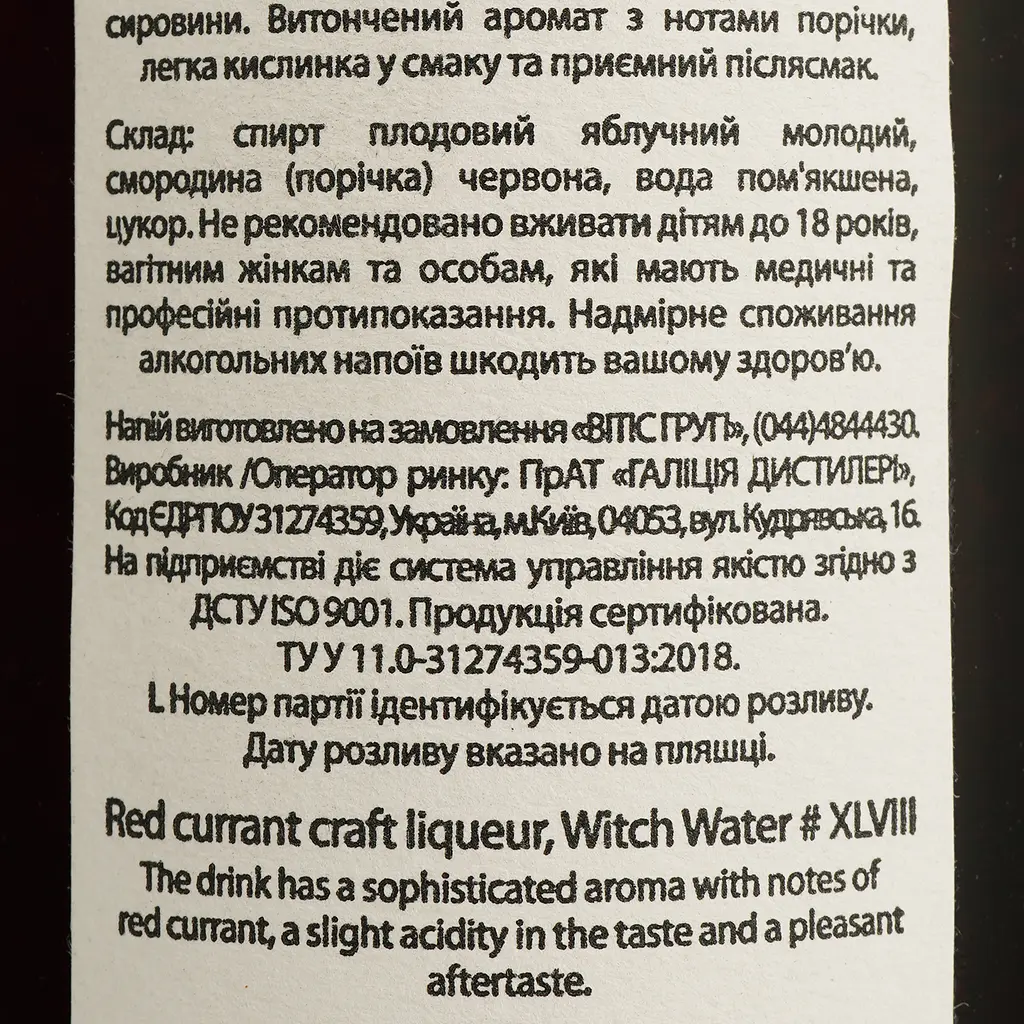 сировини. Витончений аромат з нотами порічки,
легка кислинка у смаку та приємний післясмак.
Склад: спирт плодовий яблучний молодий,
смородина (порічка) червона, вода пом'якшена,
цукор. Не рекомендовано вживати дітям до 18 років,
вагітним жінкам та особам, які мають медичні та
професійні протипоказання. Надмірне споживання
алкогольних напоїв шкодить вашому здоров'ю.
Напій виготовлено на замовлення «ВІТІС ГРУП», (044)4844430.
Виробник /Оператор ринку: ПрАТ «ГАЛІЦІЯ ДИСТИЛЕРІ»,
Код ЄДРПОУ 31274359, Україна, м.Київ, 04053, вул. Кудрявська, 16.
На підприємстві діє система управління якістю згідно з
ДСТУ ISO 9001. Продукція сертифікована.
ТУ У 11.0-31274359-013:2018.
L Номер партії ідентифікується датою розливу.
Дату розливу вказано на пляшці.
Red currant craft liqueur, Witch Water # XLVIII
The drink has a sophisticated aroma with notes of
red currant, a slight acidity in the taste and a pleasant
aftertaste.